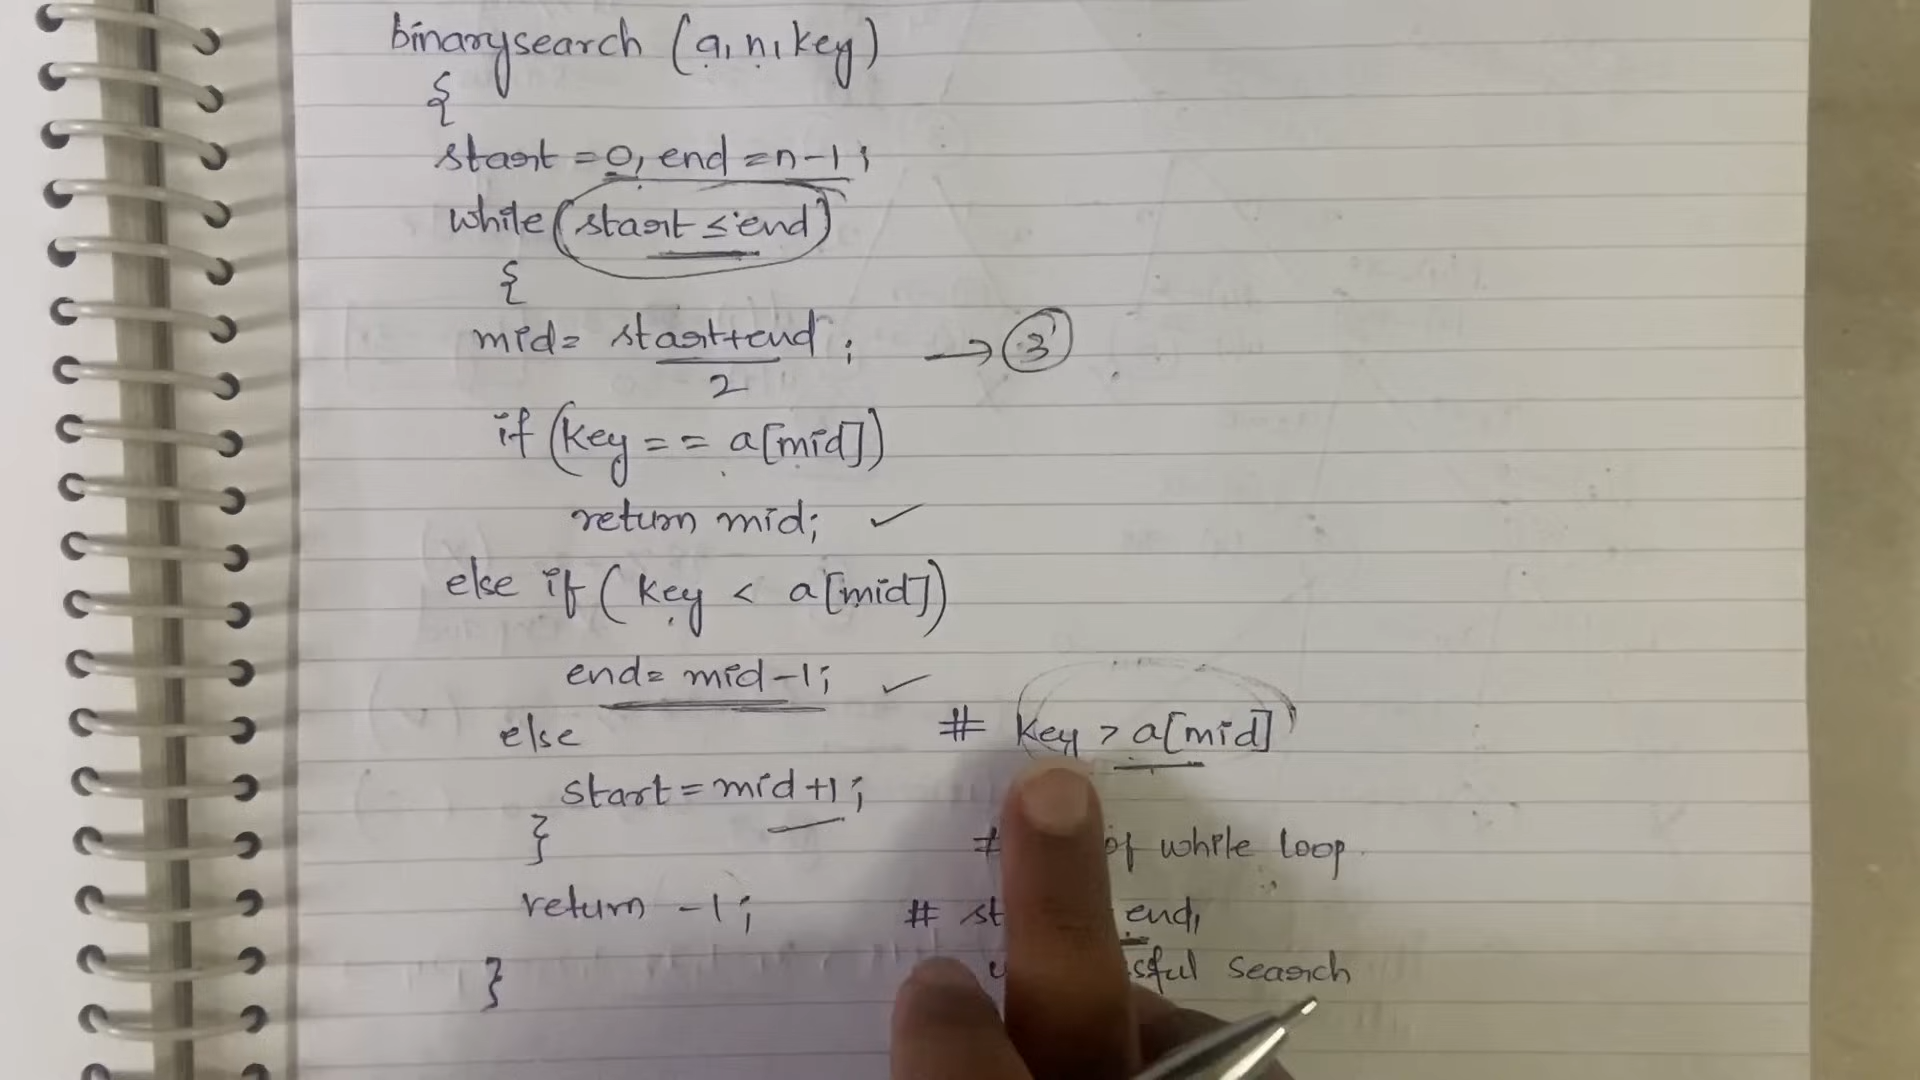 binarysearch (a, n, key)
{
start = 0, end = n-1;
while (start ≤ end)
{
mid = start+end ; → 3
2
if (key == a[mid])
return mid; ✓
else if (key < a[mid])
end = mid-1; ✓
else # key > a[mid]
start = mid+1;
} # of while loop.
return -1; # end,
} search